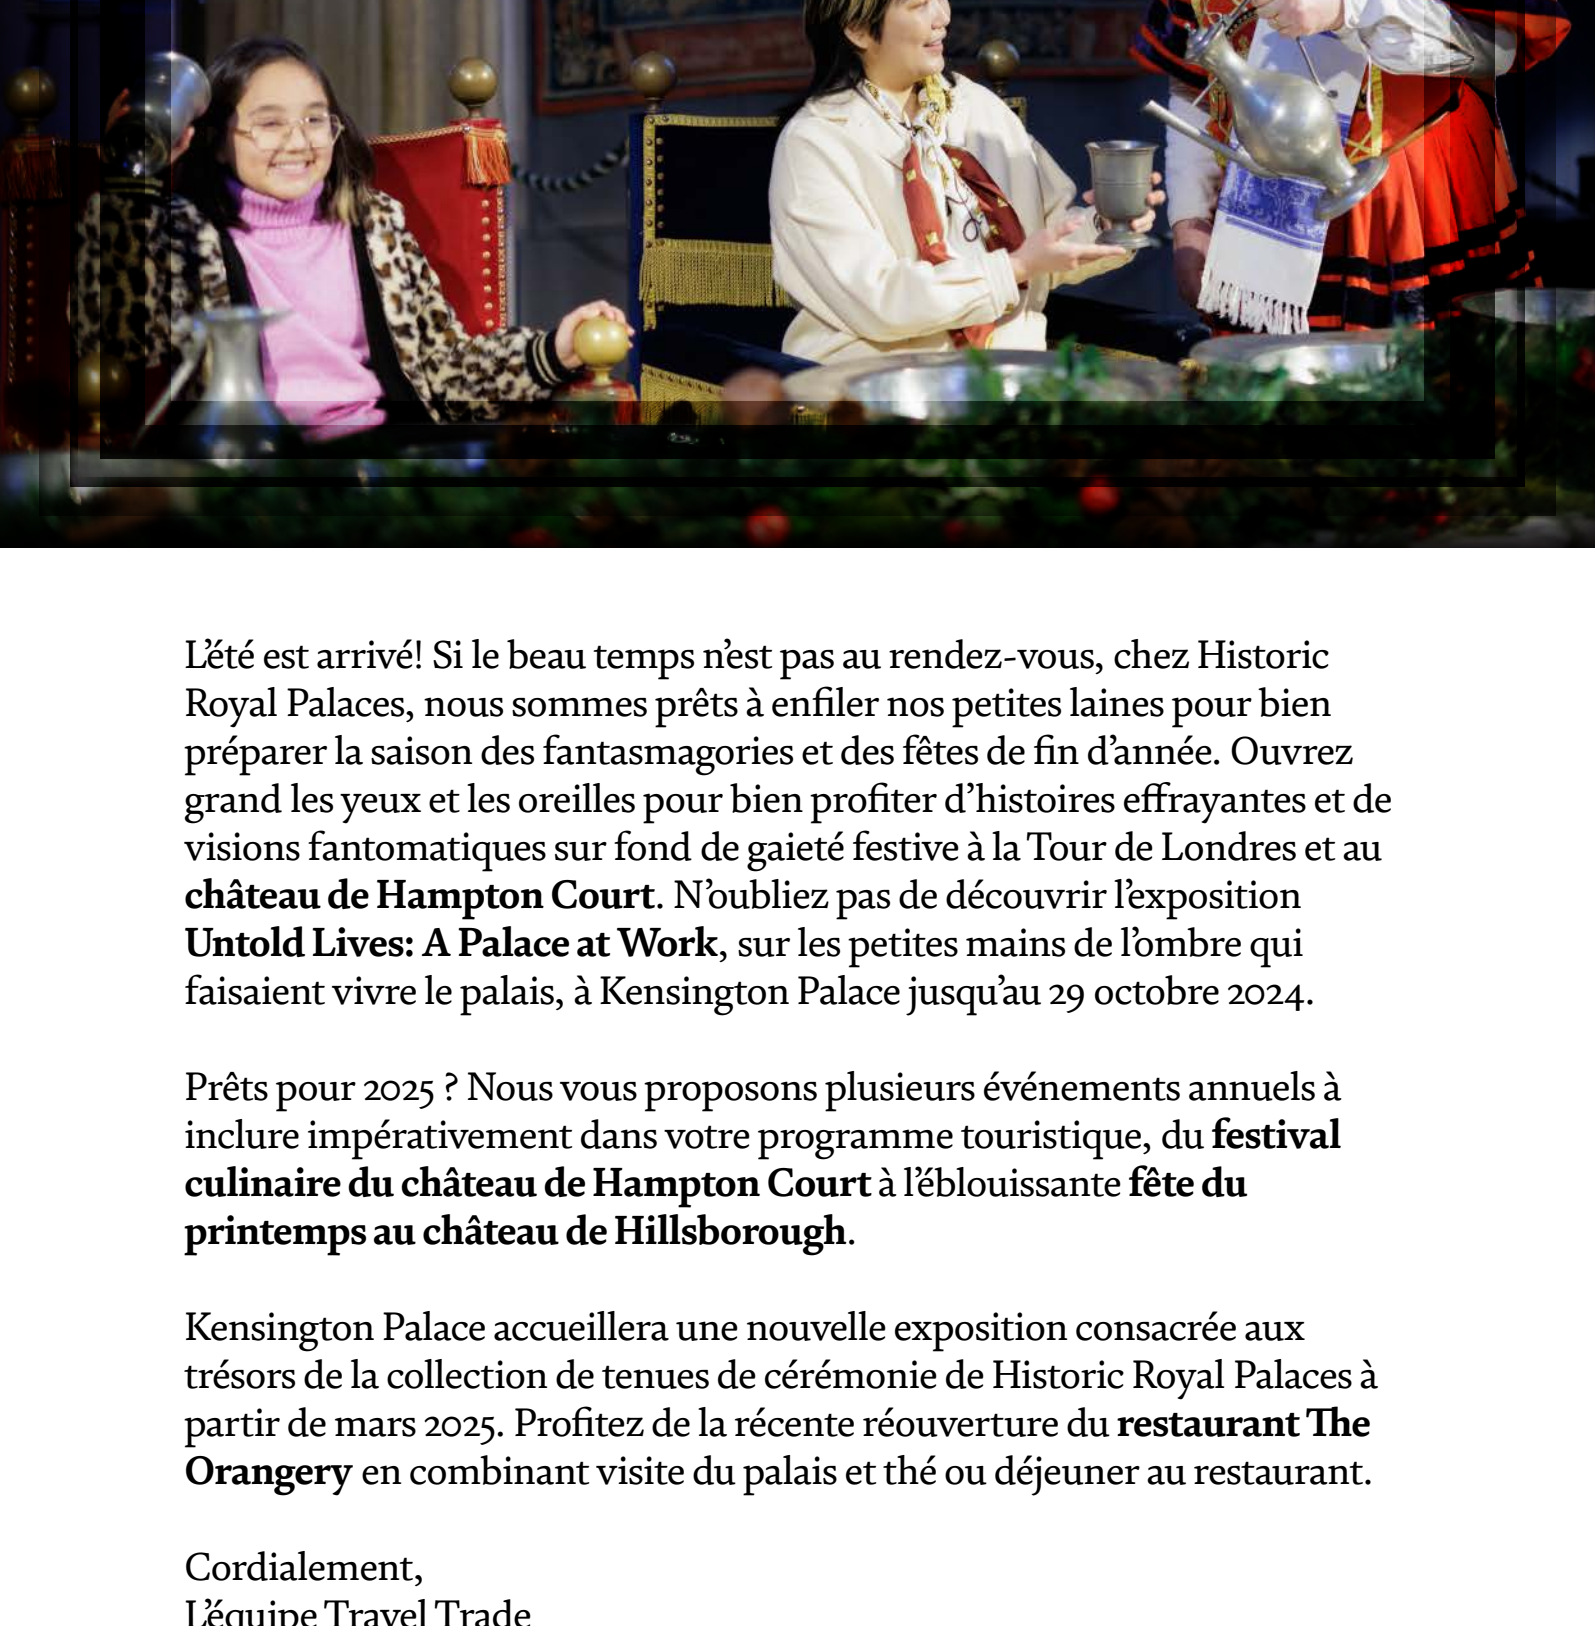 L’été est arrivé! Si le beau temps n’est pas au rendez-vous, chez Historic
Royal Palaces, nous sommes prêts à enfiler nos petites laines pour bien
préparer la saison des fantasmagories et des fêtes de fin d’année. Ouvrez
grand les yeux et les oreilles pour bien profiter d’histoires effrayantes et de
visions fantomatiques sur fond de gaieté festive à la Tour de Londres et au
château de Hampton Court. N’oubliez pas de découvrir l’exposition
Untold Lives: A Palace at Work, sur les petites mains de l’ombre qui
faisaient vivre le palais, à Kensington Palace jusqu’au 29 octobre 2024.
Prêts pour 2025 ? Nous vous proposons plusieurs événements annuels à
inclure impérativement dans votre programme touristique, du festival
culinaire du château de Hampton Court à l’éblouissante fête du
printemps au château de Hillsborough.
Kensington Palace accueillera une nouvelle exposition consacrée aux
trésors de la collection de tenues de cérémonie de Historic Royal Palaces à
partir de mars 2025. Profitez de la récente réouverture du restaurant The
Orangery en combinant visite du palais et thé ou déjeuner au restaurant.
Cordialement,
L’équipe Travel Trade